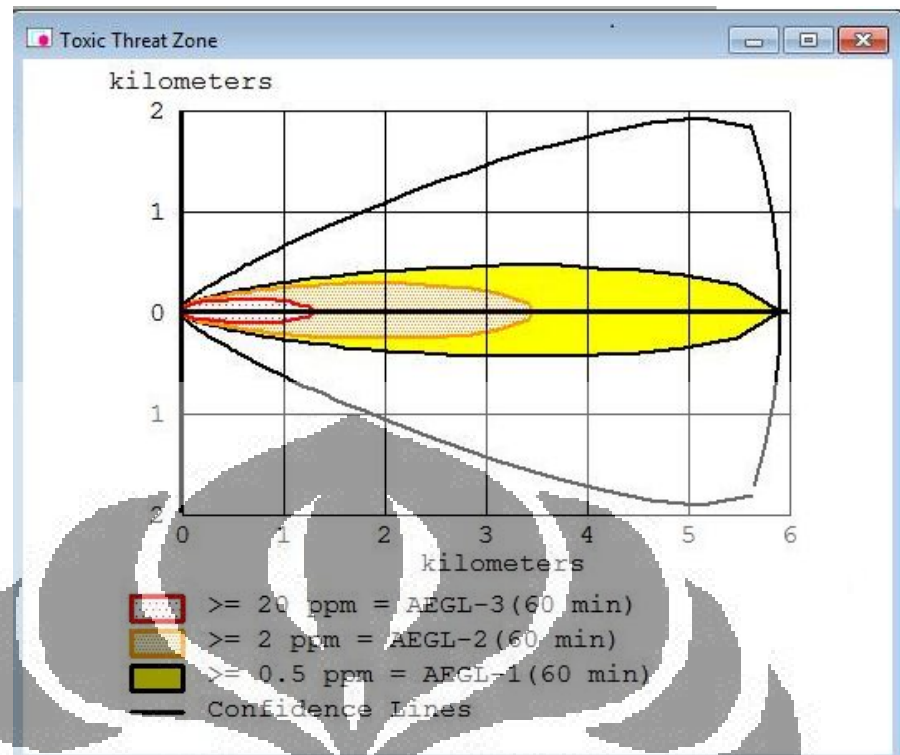 Toxic Threat Zone
kilometers
2
1
0
1
2
0 1 2 3 4 5 6
kilometers
>= 20 ppm = AEGL-3(60 min)
>= 2 ppm = AEGL-2(60 min)
>= 0.5 ppm = AEGL-1(60 min)
Confidence Lines